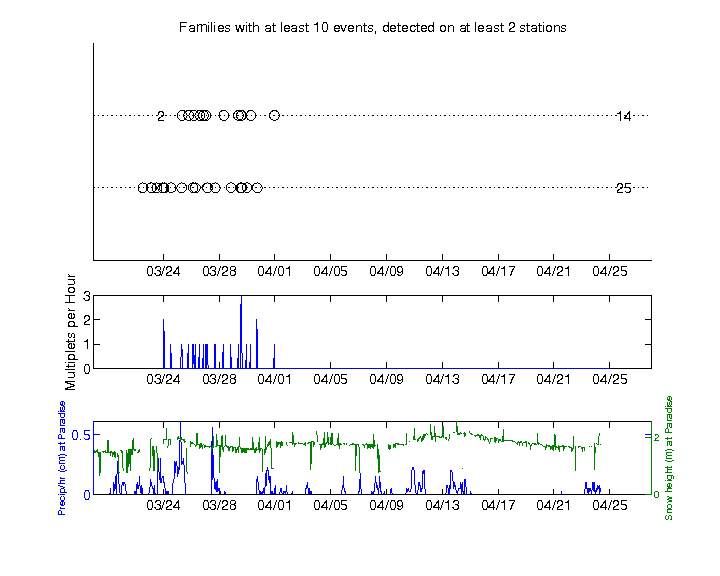 Families with at least 10 events, detected on at least 2 stations
2 14
25
03/24 03/28 04/01 04/05 04/09 04/13 04/17 04/21 04/25
Multiplets per Hour
3
2
1
0
03/24 03/28 04/01 04/05 04/09 04/13 04/17 04/21 04/25
Precip/hr (cm) at Paradise
0.5
0
2
0
Snow height (m) at Paradise
03/24 03/28 04/01 04/05 04/09 04/13 04/17 04/21 04/25